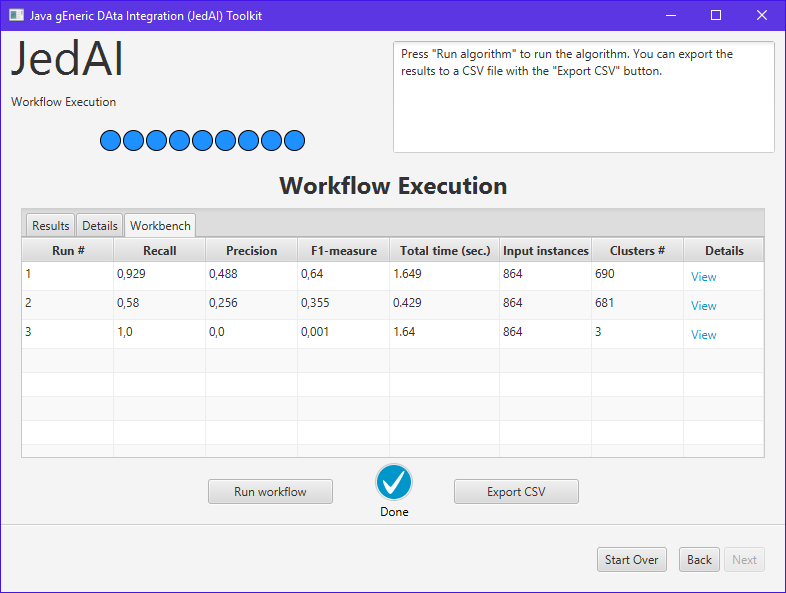 Java gEneric DAta Integration (JedAI) Toolkit
JedAI
Press "Run algorithm" to run the algorithm. You can export the
results to a CSV file with the "Export CSV" button.
Workflow Execution
Workflow Execution
Results Details Workbench
Run # Recall Precision F1-measure Total time (sec.) Input instances Clusters # Details
1 0,929 0,488 0,64 1.649 864 690 View
2 0,58 0,256 0,355 0.429 864 681 View
3 1,0 0,0 0,001 1.64 864 3 View
Run workflow Export CSV
Done
Start Over Back Next